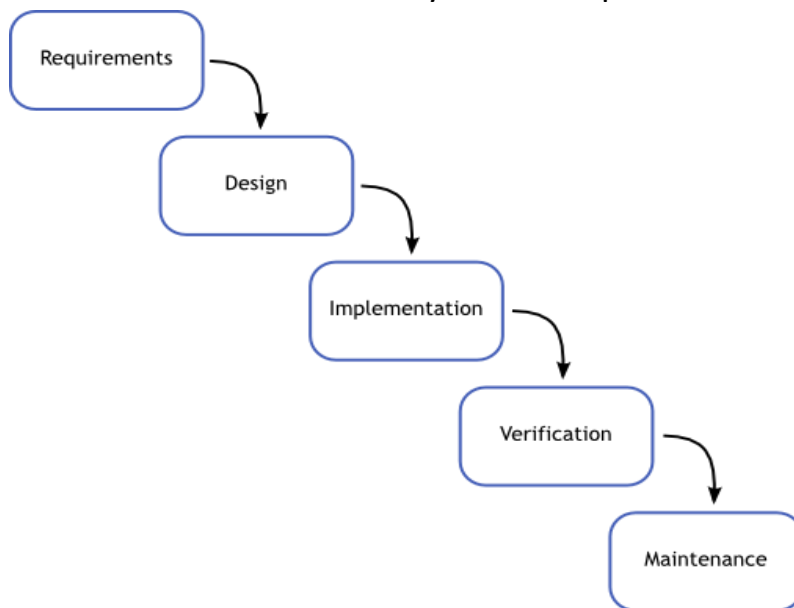 Requirements
Design
Implementation
Verification
Maintenance